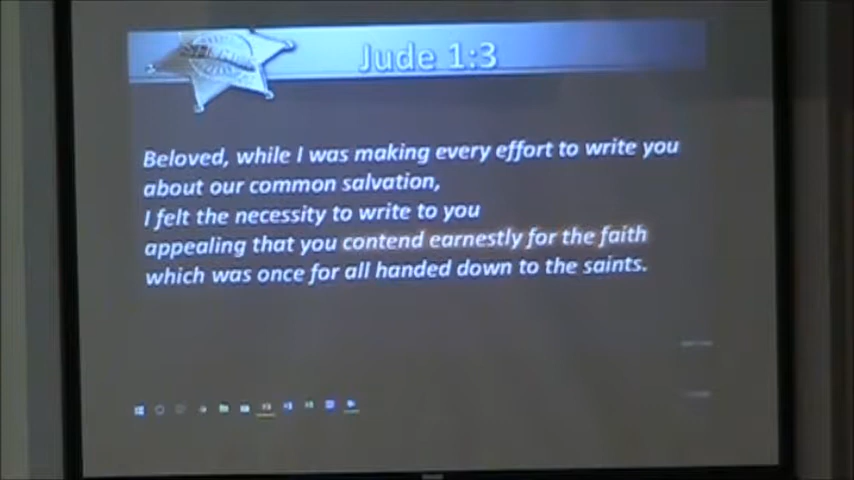 Jude 1:3
Beloved, while I was making every effort to write you
about our common salvation,
I felt the necessity to write to you
appealing that you contend earnestly for the faith
which was once for all handed down to the saints.